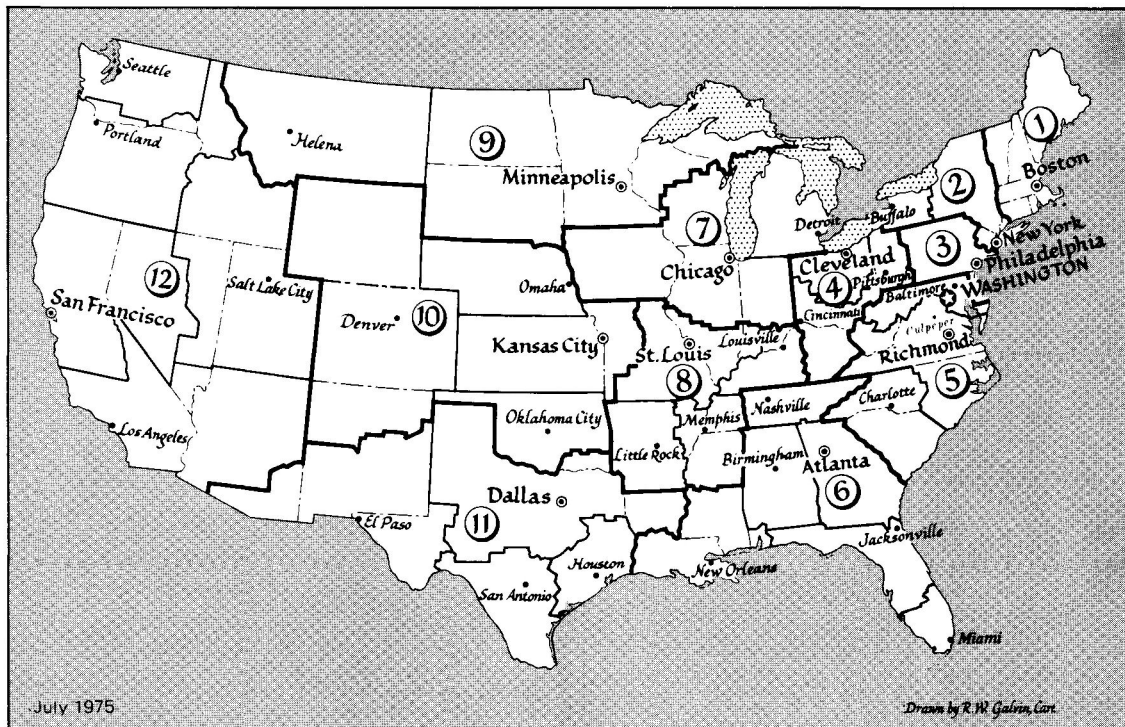 Seattle
Portland
Helena
9
Minneapolis
1
Boston
2
Buffalo
Detroit
7
Chicago
Cleveland
4
Pittsburgh
Cincinnati
3
New York
Philadelphia
WASHINGTON
Baltimore
Culpeper
Richmond
5
12
San Francisco
Salt Lake City
Denver
10
Omaha
Kansas City
St. Louis
8
Louisville
Los Angeles
Oklahoma City
Little Rock
Memphis
Nashville
Charlotte
Birmingham
Atlanta
6
Dallas
11
El Paso
Houston
San Antonio
New Orleans
Jacksonville
Miami
July 1975
Drawn by R.W. Galvin, Cart.